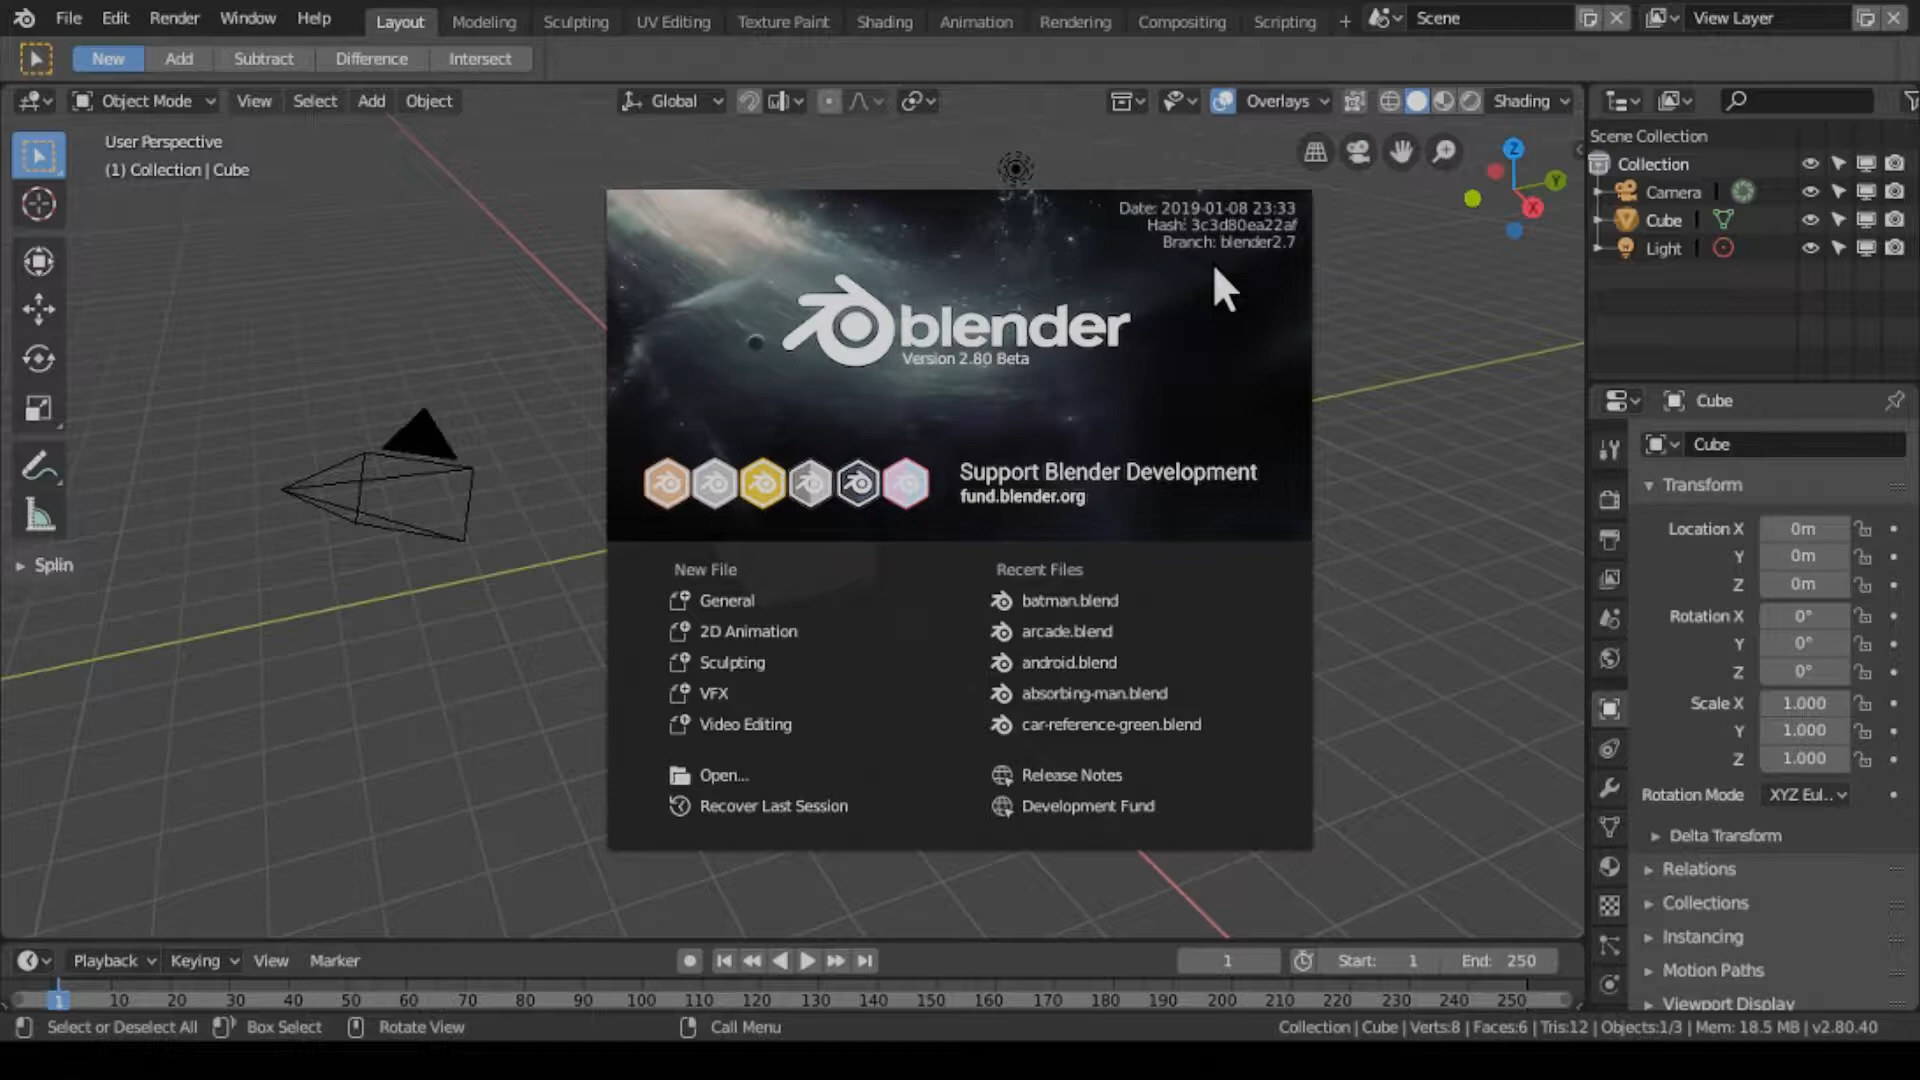 File Edit Render Window Help Layout Modeling Sculpting UV Editing Texture Paint Shading Animation Rendering Compositing Scripting + Scene View Layer
New Add Subtract Difference Intersect
Object Mode View Select Add Object Global Overlays Shading
User Perspective
(1) Collection | Cube
Z
Y
X
Splin
Date: 2019-01-08 23:33
Hash: 3c3d80ea22af
Branch: blender2.7
blender
Version 2.80 Beta
Support Blender Development
fund.blender.org
New File
General
2D Animation
Sculpting
VFX
Video Editing
Open...
Recover Last Session
Recent Files
batman.blend
arcade.blend
android.blend
absorbing-man.blend
car-reference-green.blend
Release Notes
Development Fund
Scene Collection
Collection
Camera
Cube
Light
Cube
Cube
Transform
Location X 0m
Y 0m
Z 0m
Rotation X 0°
Y 0°
Z 0°
Scale X 1.000
Y 1.000
Z 1.000
Rotation Mode XYZ Eul..
Delta Transform
Relations
Collections
Instancing
Motion Paths
Viewport Display
Playback Keying View Marker 1 Start: 1 End: 250
1 10 20 30 40 50 60 70 80 90 100 110 120 130 140 150 160 170 180 190 200 210 220 230 240 250
Select or Deselect All Box Select Rotate View Call Menu Collection | Cube | Verts:8 | Faces:6 | Tris:12 | Objects:1/3 | Mem: 18.5 MB | v2.80.40